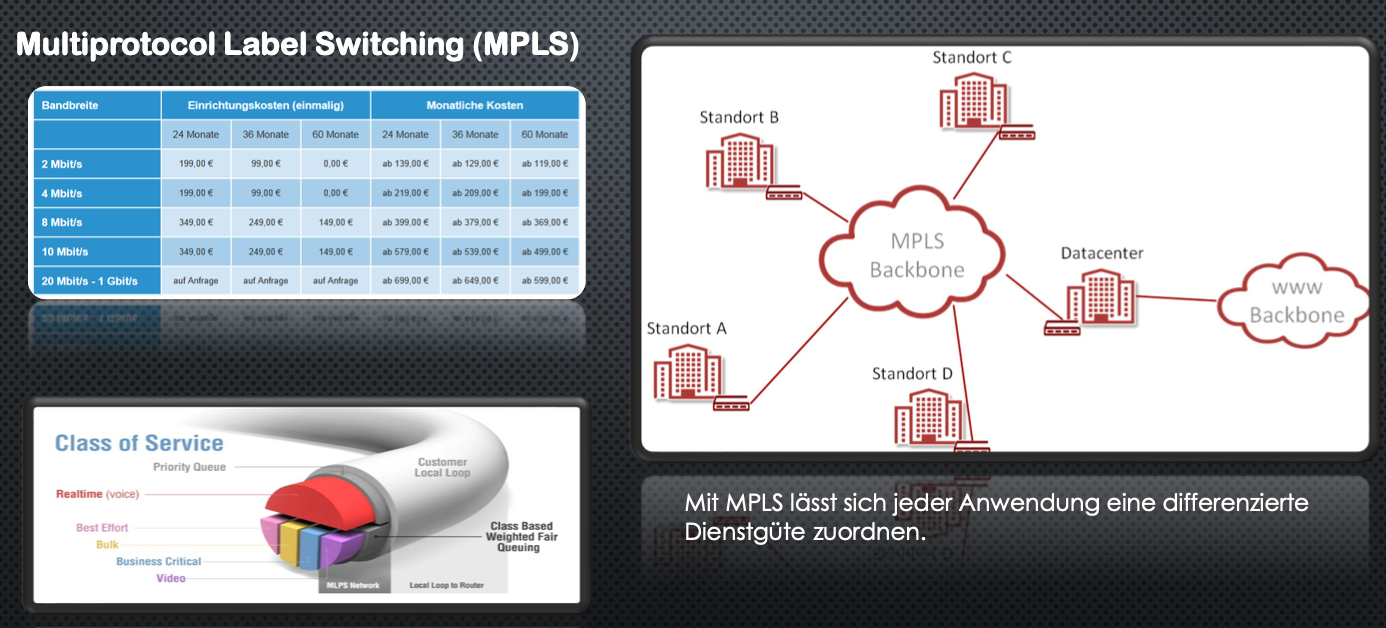 Multiprotocol Label Switching (MPLS)
Bandbreite Einrichtungskosten (einmalig) Monatliche Kosten
24 Monate 36 Monate 60 Monate 24 Monate 36 Monate 60 Monate
2 Mbit/s 199,00 € 99,00 € 0,00 € ab 139,00 € ab 129,00 € ab 119,00 €
4 Mbit/s 199,00 € 99,00 € 0,00 € ab 219,00 € ab 209,00 € ab 199,00 €
8 Mbit/s 349,00 € 249,00 € 149,00 € ab 399,00 € ab 379,00 € ab 369,00 €
10 Mbit/s 349,00 € 249,00 € 149,00 € ab 579,00 € ab 539,00 € ab 499,00 €
20 Mbit/s - 1 Gbit/s auf Anfrage auf Anfrage auf Anfrage ab 699,00 € ab 649,00 € ab 599,00 €
Class of Service
Priority Queue
Realtime (voice)
Best Effort
Bulk
Business Critical
Video
Customer
Local Loop
Class Based
Weighted Fair
Queuing
MLPS Network
Local Loop to Router
Standort C
Standort B
MPLS
Backbone
Datacenter
www
Backbone
Standort A
Standort D
Mit MPLS lässt sich jeder Anwendung eine differenzierte
Dienstgüte zuordnen.